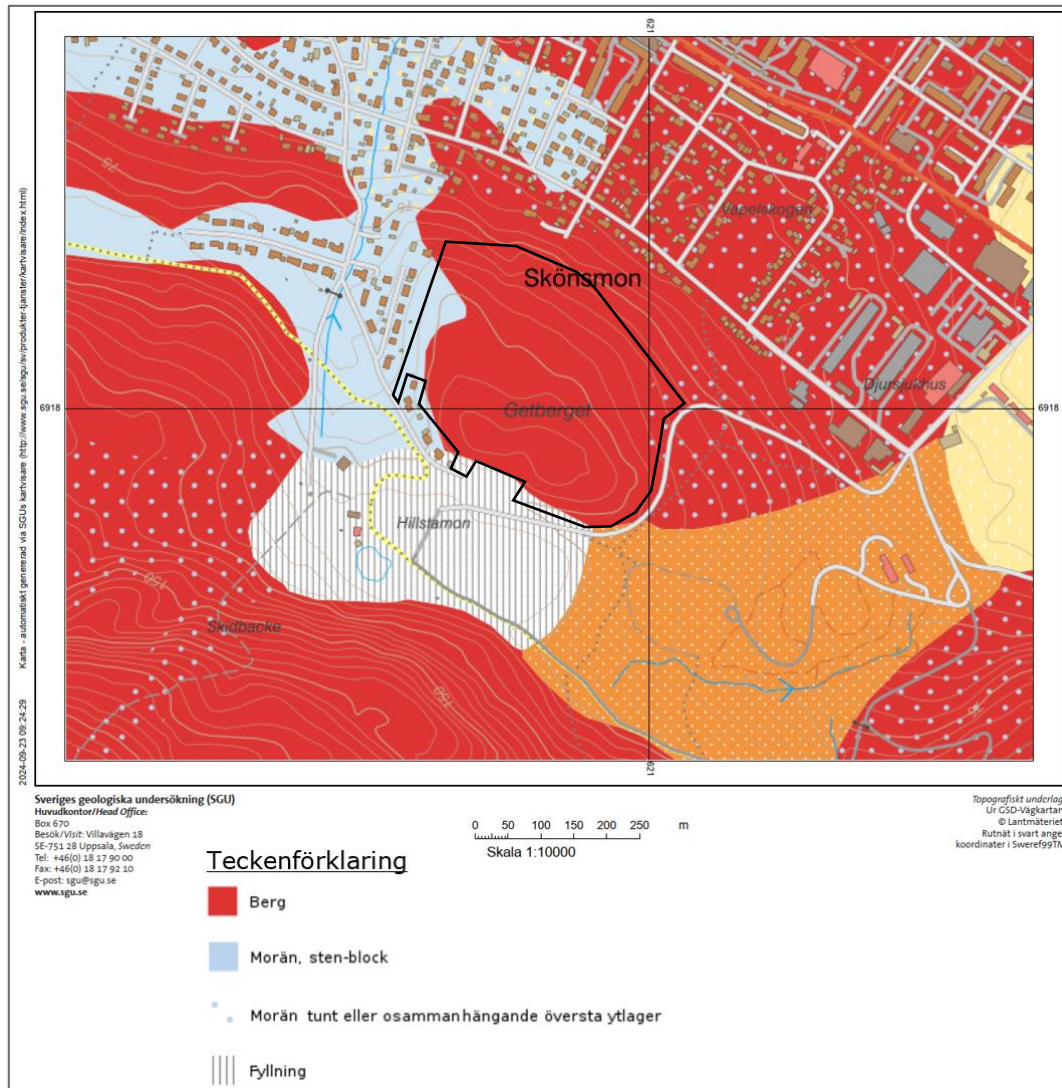 621
75
75
Vapelskogen
Skönsmon
Djursjukhus
6918
6918
Getberget
Hillstamon
150
Skidbacke
150
621
2024-09-23 09:24:29 Karta - automatiskt genererad via SGUs kartvisare (http://www.sgu.se/sgu/sv/produkter-tjanster/kartvisare/index.html)
Sveriges geologiska undersökning (SGU)
Huvudkontor/Head Office:
Box 670
Besök/Visit: Villavägen 18
SE-751 28 Uppsala, Sweden
Tel: +46(0) 18 17 90 00
Fax: +46(0) 18 17 92 10
E-post: sgu@sgu.se
www.sgu.se
0 50 100 150 200 250 m
Skala 1:10000
Topografiskt underlag
Ur GSD-Vägkartan
© Lantmäteriet
Rutnät i svart ange
koordinater i Sweref99TM
Teckenförklaring
Berg
Morän, sten-block
Morän tunt eller osammanhängande översta ytlager
Fyllning